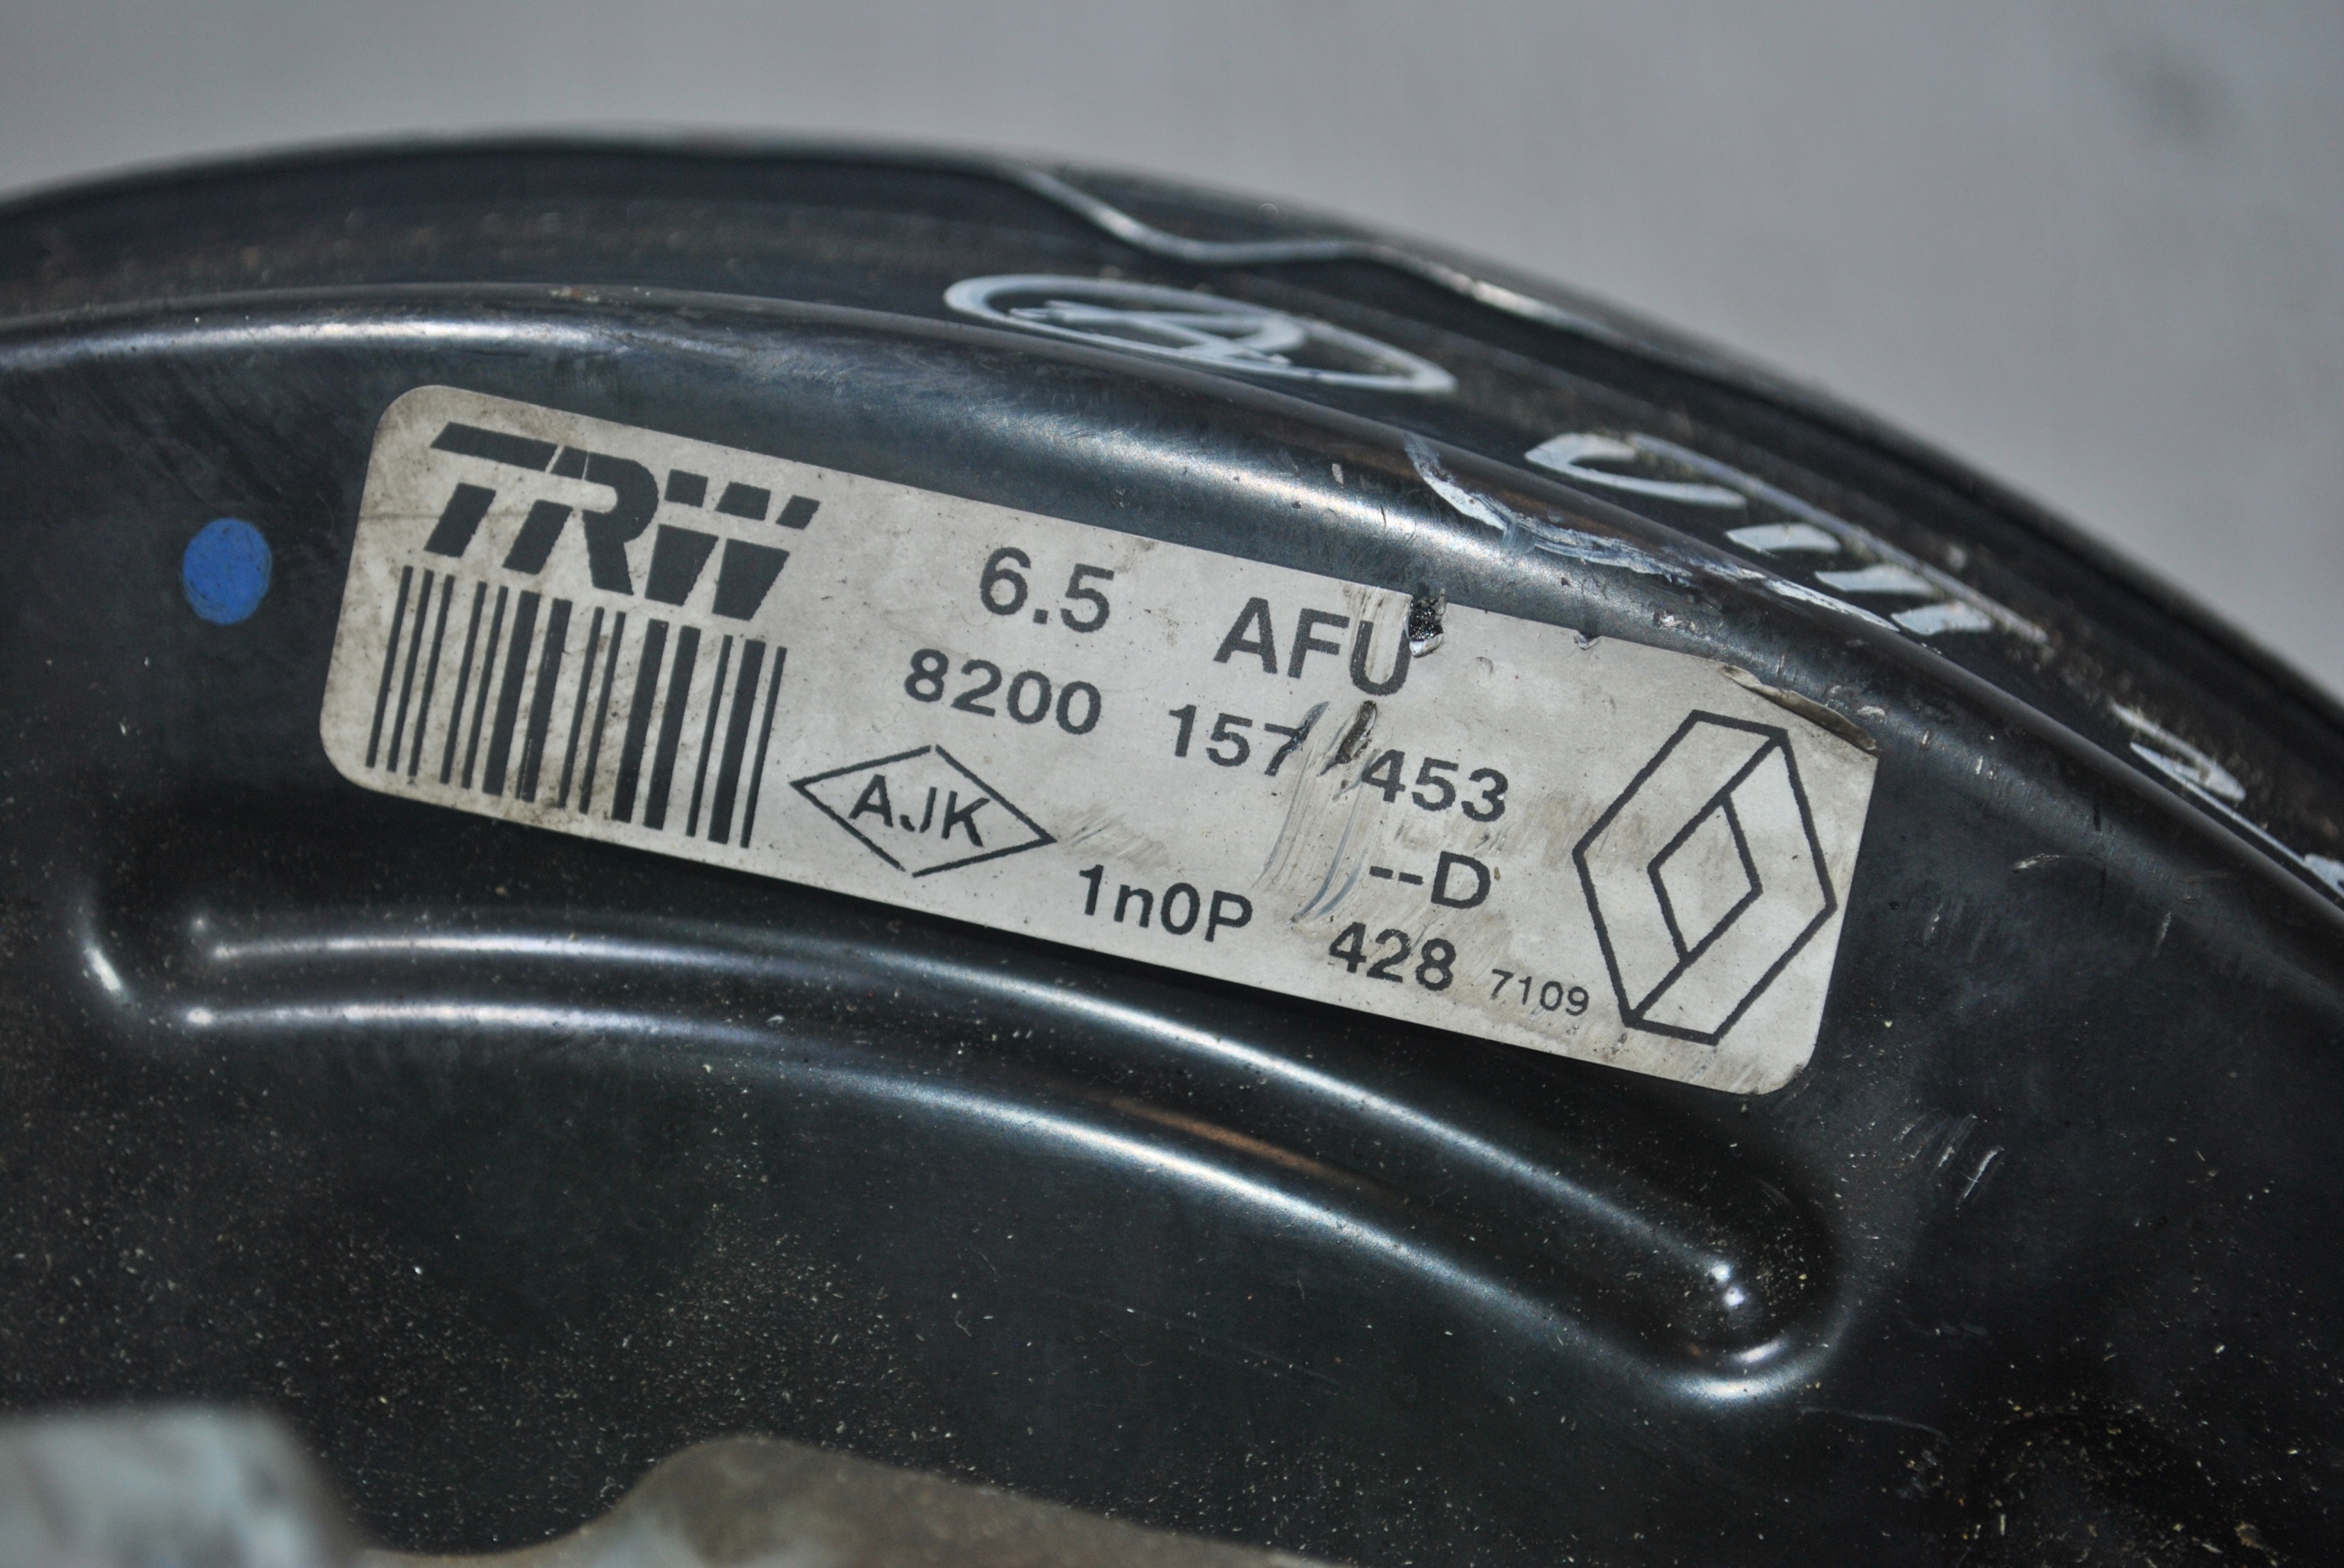 TRW
6.5 AFU
8200 157 453
AJK
--D
1n0P 428 7109